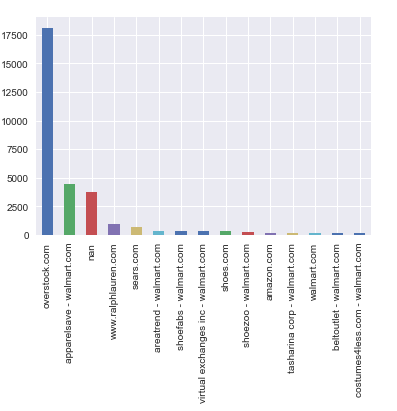 17500
15000
12500
10000
7500
5000
2500
0
overstock.com
apparelsave - walmart.com
nan
www.ralphlauren.com
sears.com
areatrend - walmart.com
shoefabs - walmart.com
virtual exchanges inc - walmart.com
shoes.com
shoezoo - walmart.com
amazon.com
tasharina corp - walmart.com
walmart.com
beltoutlet - walmart.com
costumes4less.com - walmart.com